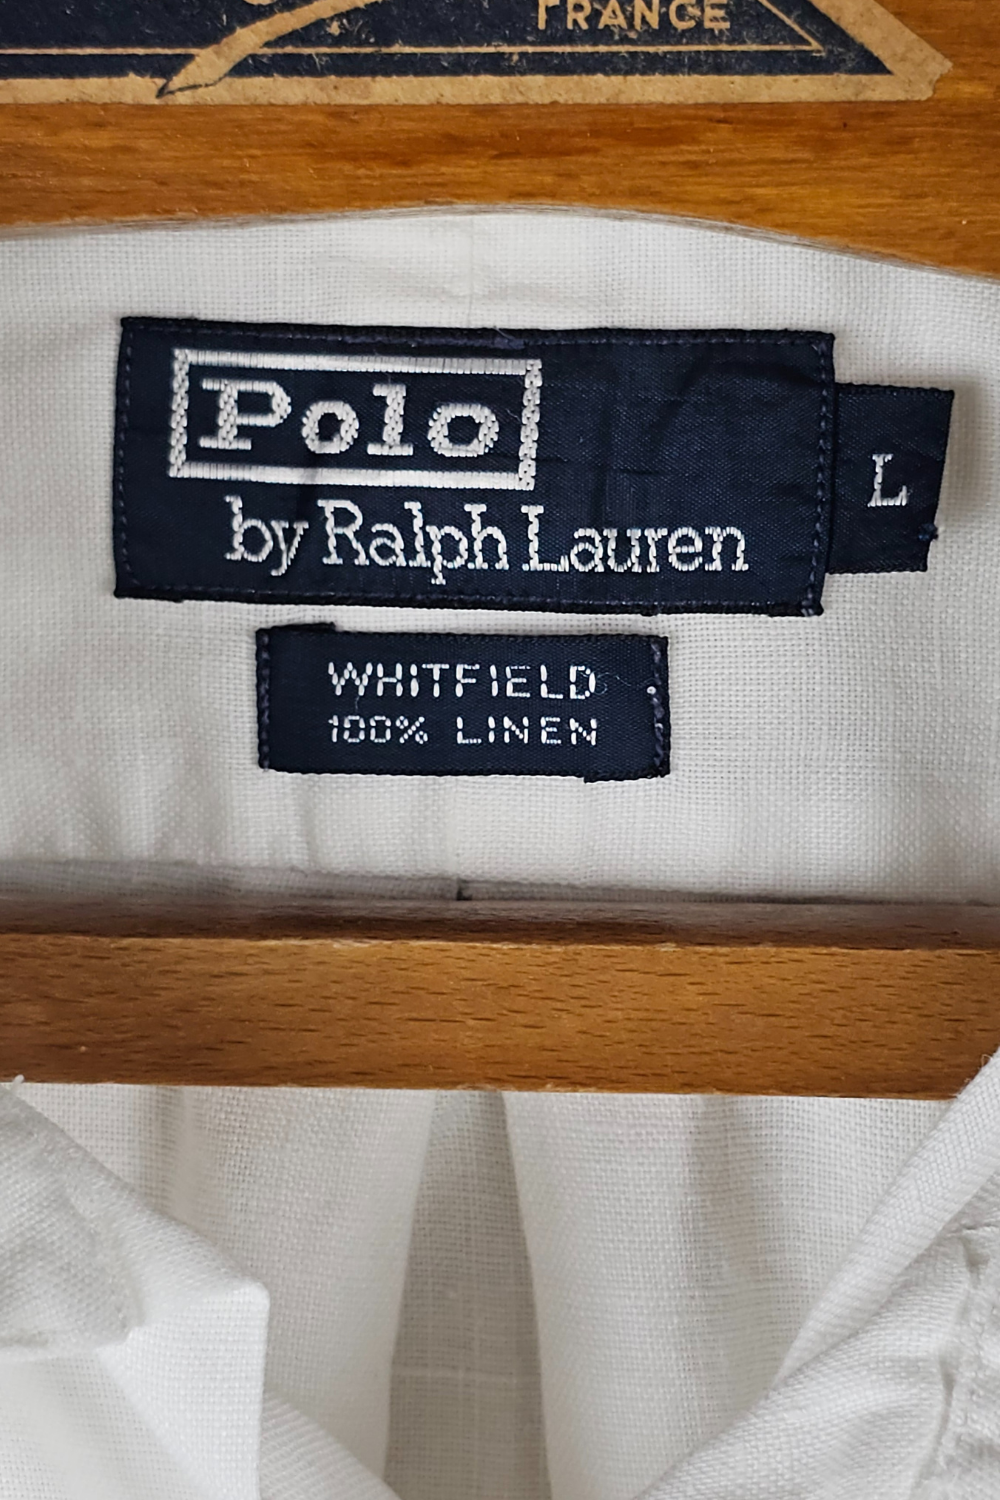 FRANCE
Polo
by Ralph Lauren
L
WHITFIELD
100% LINEN